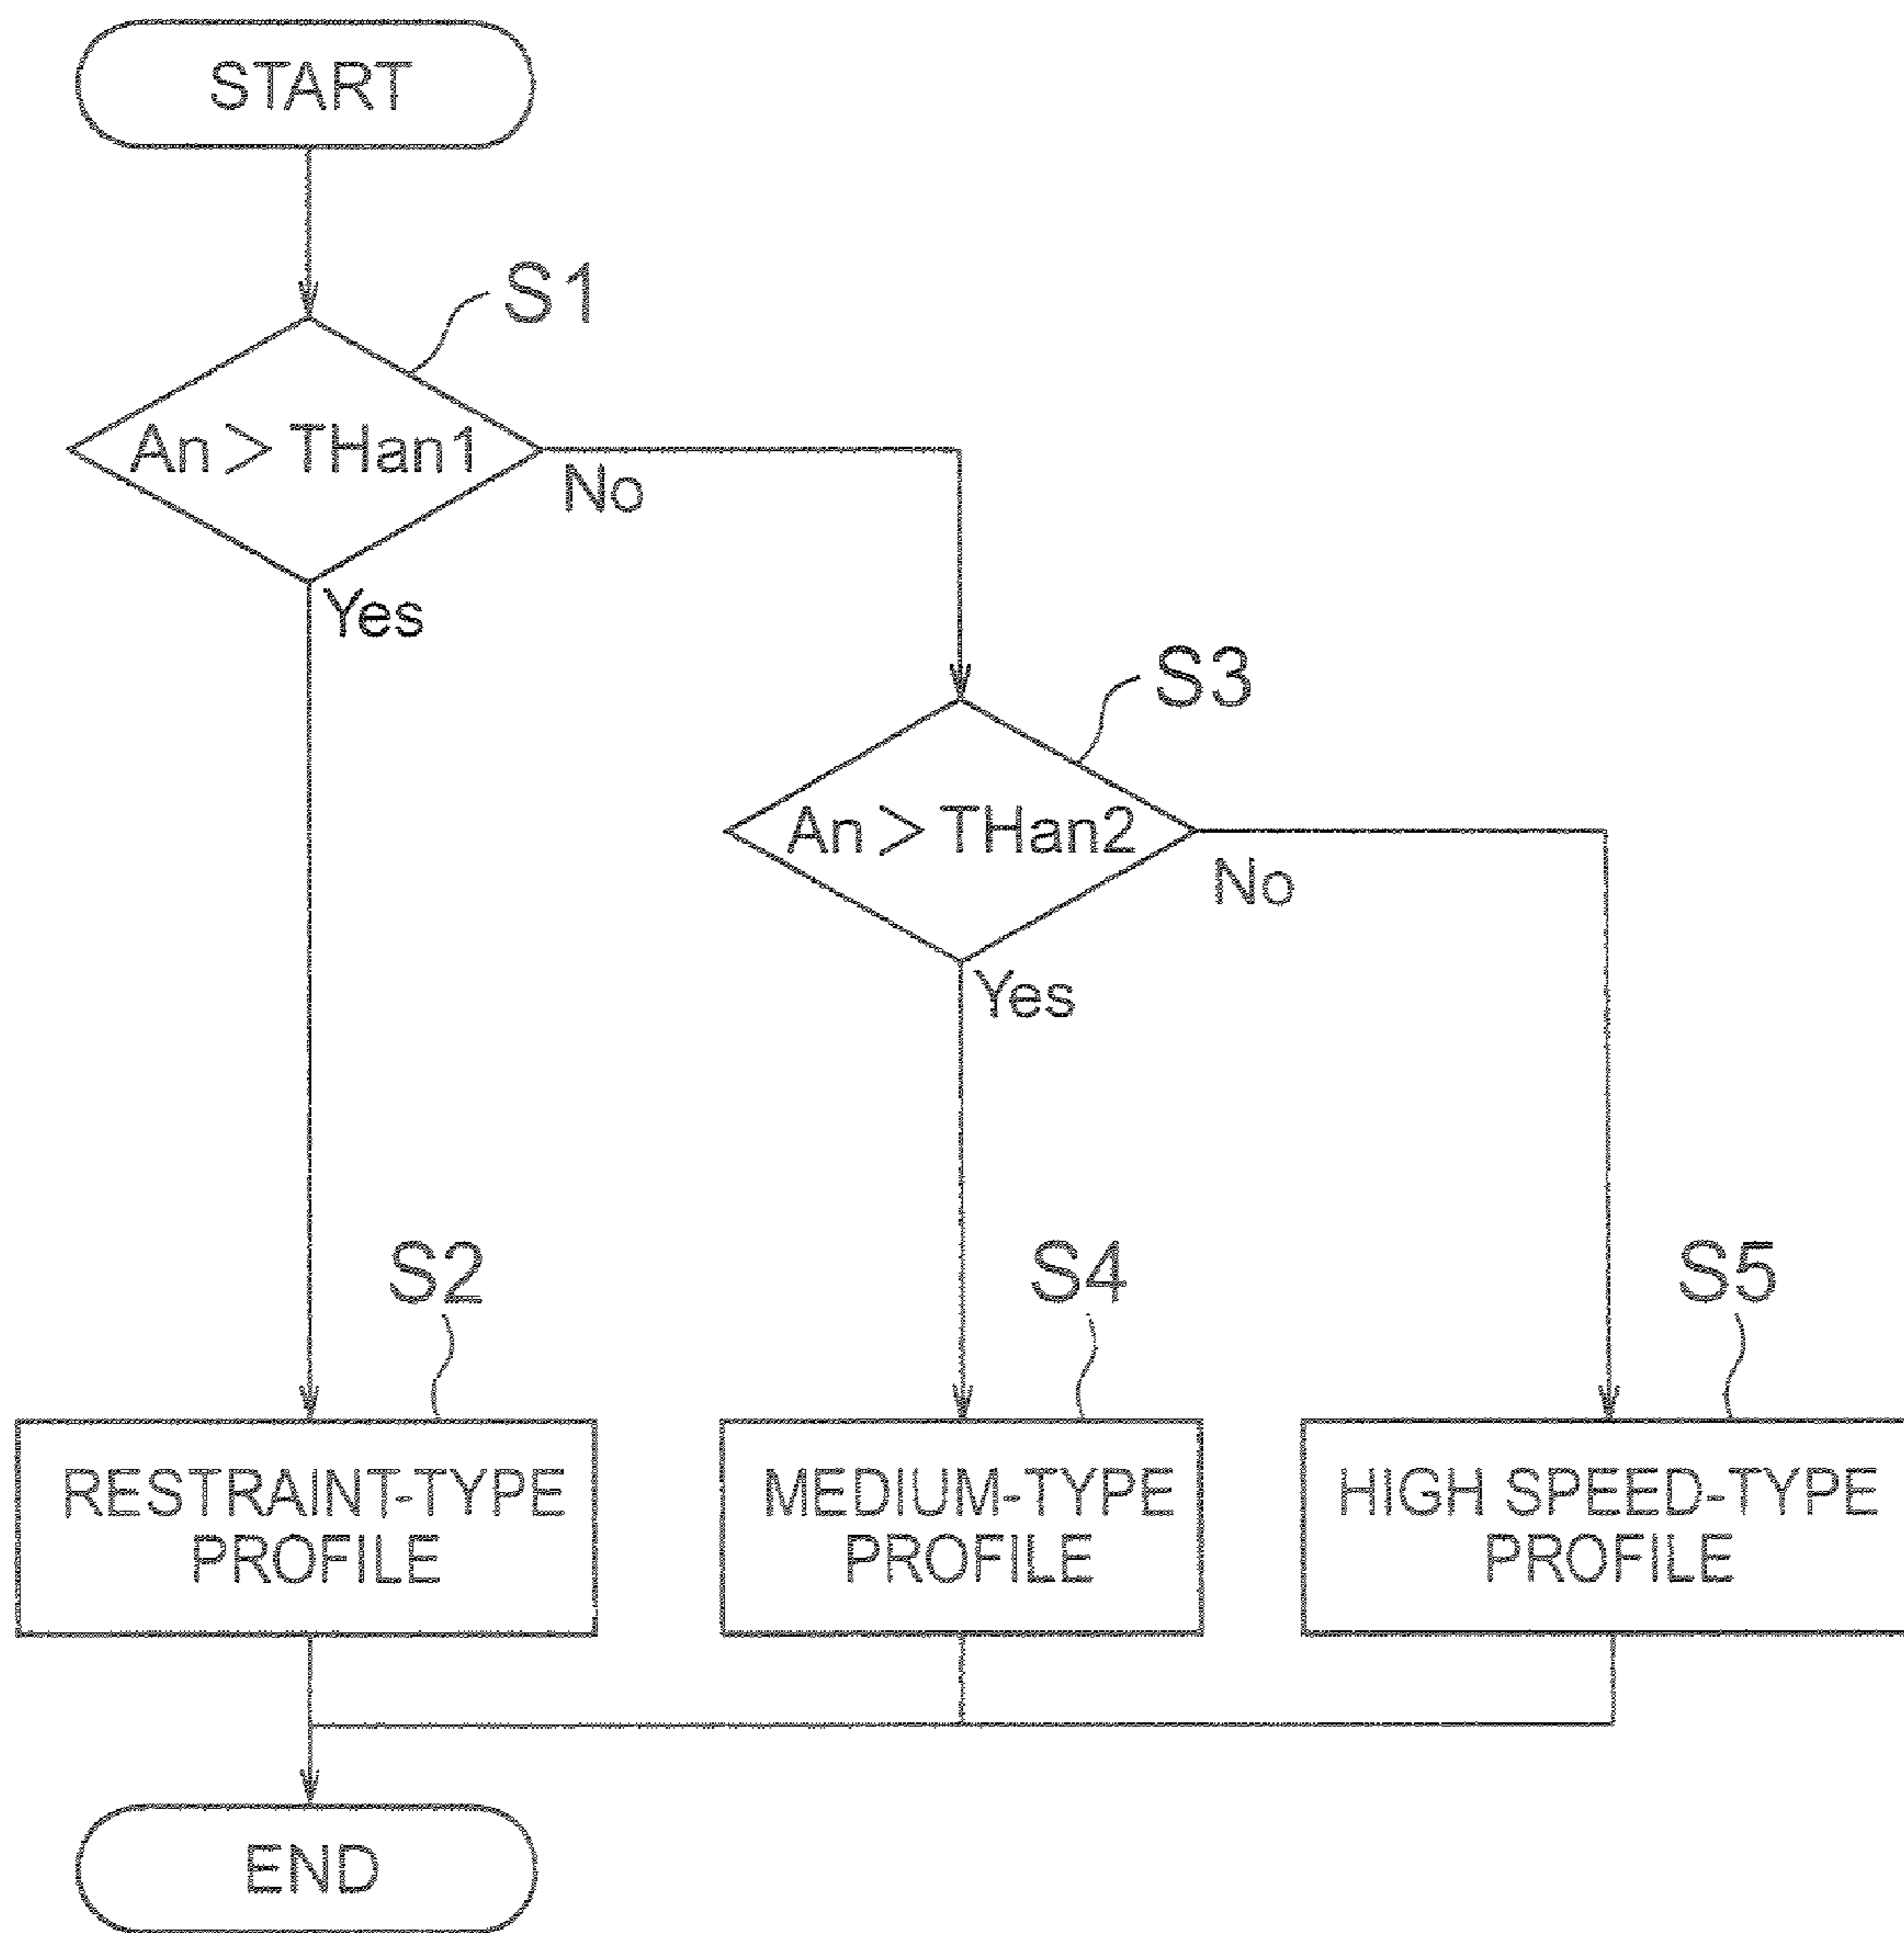 START
S1
An > THan1
No
Yes
S3
An > THan2
No
Yes
S2
S4
S5
RESTRAINT-TYPE
PROFILE
MEDIUM-TYPE
PROFILE
HIGH SPEED-TYPE
PROFILE
END